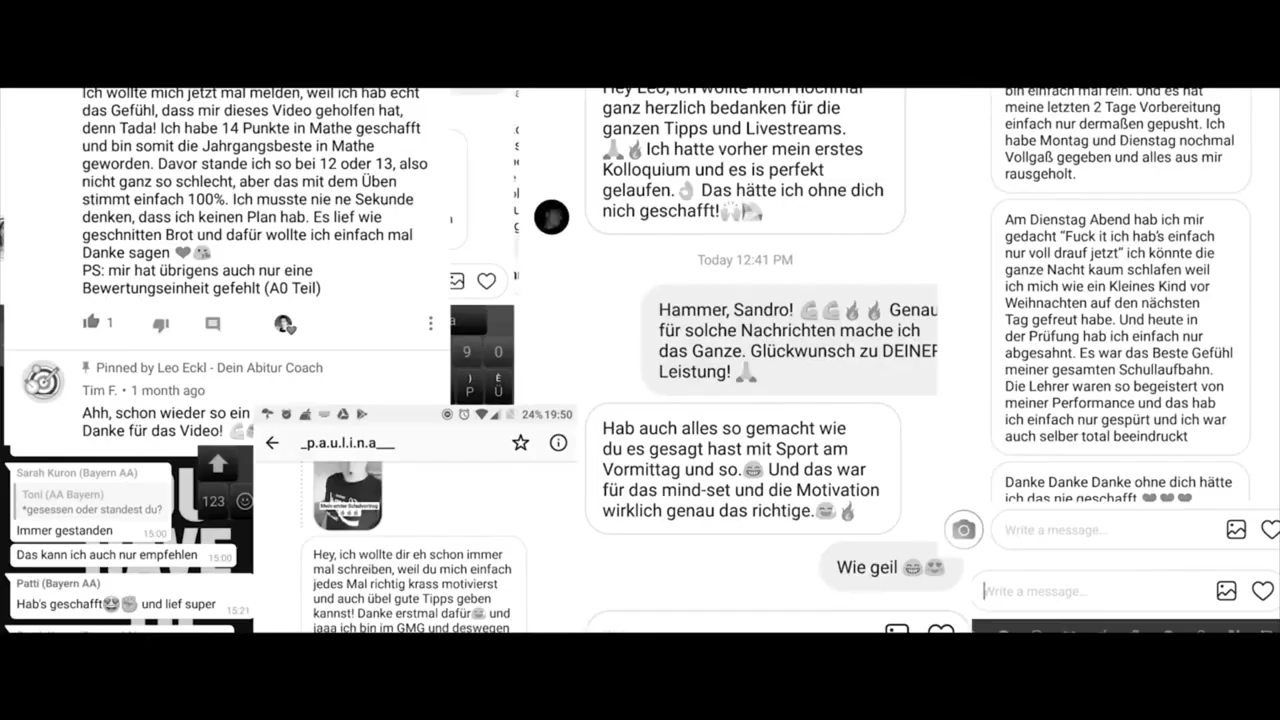 Ich wollte mich jetzt mal melden, weil ich hab echt
das Gefühl, dass mir dieses Video geholfen hat,
denn Tada! Ich habe 14 Punkte in Mathe geschafft
und bin somit die Jahrgangsbeste in Mathe
geworden. Davor stande ich so bei 12 oder 13, also
nicht ganz so schlecht, aber das mit dem Üben
stimmt einfach 100%. Ich musste nie ne Sekunde
denken, dass ich keinen Plan hab. Es lief wie
geschnitten Brot und dafür wollte ich einfach mal
Danke sagen ❤😘
PS: mir hat übrigens auch nur eine
Bewertungseinheit gefehlt (A0 Teil)
1
Pinned by Leo Eckl - Dein Abitur Coach
Tim F. • 1 month ago
Ahh, schon wieder so ein
Danke für das Video! 💪
9 0
) É
P Ü
123
Sarah Kuron (Bayern AA)
Toni (AA Bayern)
*gesessen oder standest du?
Immer gestanden 15:00
Das kann ich auch nur empfehlen 15:00
Patti (Bayern AA)
Hab's geschafft😍✊ und lief super 15:21
24% 19:50
_p.a.u.l.i.n.a___
Mein erster Schulvortrag
Hey, ich wollte dir eh schon immer
mal schreiben, weil du mich einfach
jedes Mal richtig krass motivierst
und auch übel gute Tipps geben
kannst! Danke erstmal dafür😁 und
jaaa ich bin im GMG und deswegen
Hey Leo, ich wollte mich nochmal
ganz herzlich bedanken für die
ganzen Tipps und Livestreams.
🙏🔥Ich hatte vorher mein erstes
Kolloquium und es is perfekt
gelaufen.👌 Das hätte ich ohne dich
nich geschafft!🙌
Today 12:41 PM
Hammer, Sandro! 💪💪🔥🔥 Genau
für solche Nachrichten mache ich
das Ganze. Glückwunsch zu DEINER
Leistung! 🙏
Hab auch alles so gemacht wie
du es gesagt hast mit Sport am
Vormittag und so.😄 Und das war
für das mind-set und die Motivation
wirklich genau das richtige.😄🔥
Wie geil 😄😍
bin einfach mal rein. Und es hat
meine letzten 2 Tage Vorbereitung
einfach nur dermaßen gepusht. Ich
habe Montag und Dienstag nochmal
Vollgaß gegeben und alles aus mir
rausgeholt.
Am Dienstag Abend hab ich mir
gedacht "Fuck it ich hab's einfach
nur voll drauf jetzt" ich könnte die
ganze Nacht kaum schlafen weil
ich mich wie ein Kleines Kind vor
Weihnachten auf den nächsten
Tag gefreut habe. Und heute in
der Prüfung hab ich einfach nur
abgesahnt. Es war das Beste Gefühl
meiner gesamten Schullaufbahn.
Die Lehrer waren so begeistert von
meiner Performance und das hab
ich einfach nur gespürt und ich war
auch selber total beeindruckt
Danke Danke Danke ohne dich hätte
ich das nie geschafft ❤❤❤
Write a message...
Write a message...